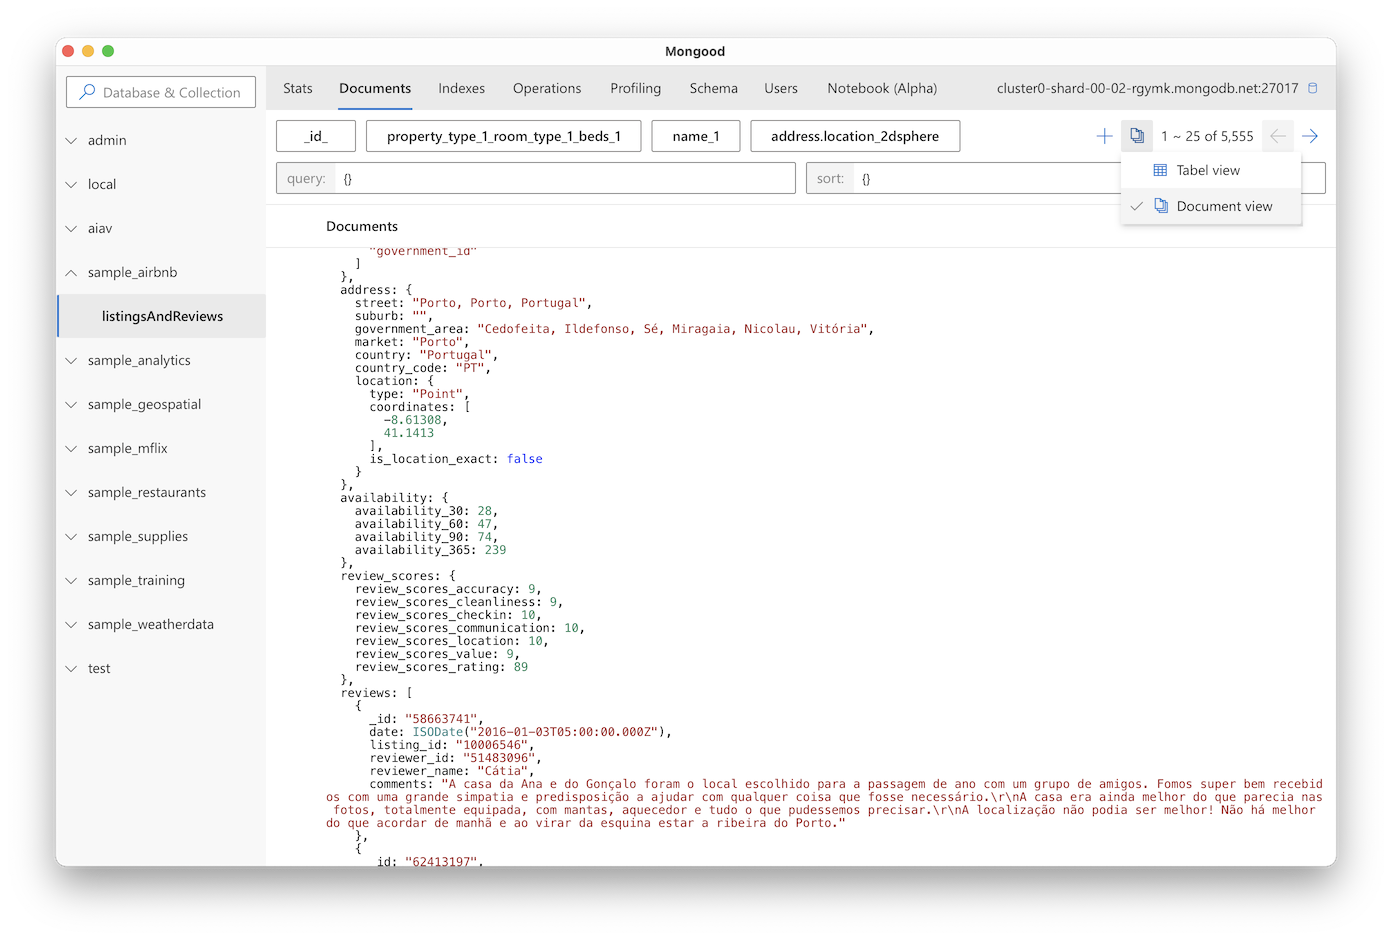 Mongood
Database & Collection
Stats Documents Indexes Operations Profiling Schema Users Notebook (Alpha) cluster0-shard-00-02-rgymk.mongodb.net:27017
admin
local
aiav
sample_airbnb
listingsAndReviews
sample_analytics
sample_geospatial
sample_mflix
sample_restaurants
sample_supplies
sample_training
sample_weatherdata
test
_id_ property_type_1_room_type_1_beds_1 name_1 address.location_2dsphere 1 ~ 25 of 5,555
query: {} sort: {}
Tabel view
Document view
Documents
"government_id"
]
},
address: {
street: "Porto, Porto, Portugal",
suburb: "",
government_area: "Cedofeita, Ildefonso, Sé, Miragaia, Nicolau, Vitória",
market: "Porto",
country: "Portugal",
country_code: "PT",
location: {
type: "Point",
coordinates: [
-8.61308,
41.1413
],
is_location_exact: false
}
},
availability: {
availability_30: 28,
availability_60: 47,
availability_90: 74,
availability_365: 239
},
review_scores: {
review_scores_accuracy: 9,
review_scores_cleanliness: 9,
review_scores_checkin: 10,
review_scores_communication: 10,
review_scores_location: 10,
review_scores_value: 9,
review_scores_rating: 89
},
reviews: [
{
_id: "58663741",
date: ISODate("2016-01-03T05:00:00.000Z"),
listing_id: "10006546",
reviewer_id: "51483096",
reviewer_name: "Cátia",
comments: "A casa da Ana e do Gonçalo foram o local escolhido para a passagem de ano com um grupo de amigos. Fomos super bem recebid
os com uma grande simpatia e predisposição a ajudar com qualquer coisa que fosse necessário.\r\nA casa era ainda melhor do que parecia nas
fotos, totalmente equipada, com mantas, aquecedor e tudo o que pudessemos precisar.\r\nA localização não podia ser melhor! Não há melhor
do que acordar de manhã e ao virar da esquina estar a ribeira do Porto."
},
{
_id: "62413197",